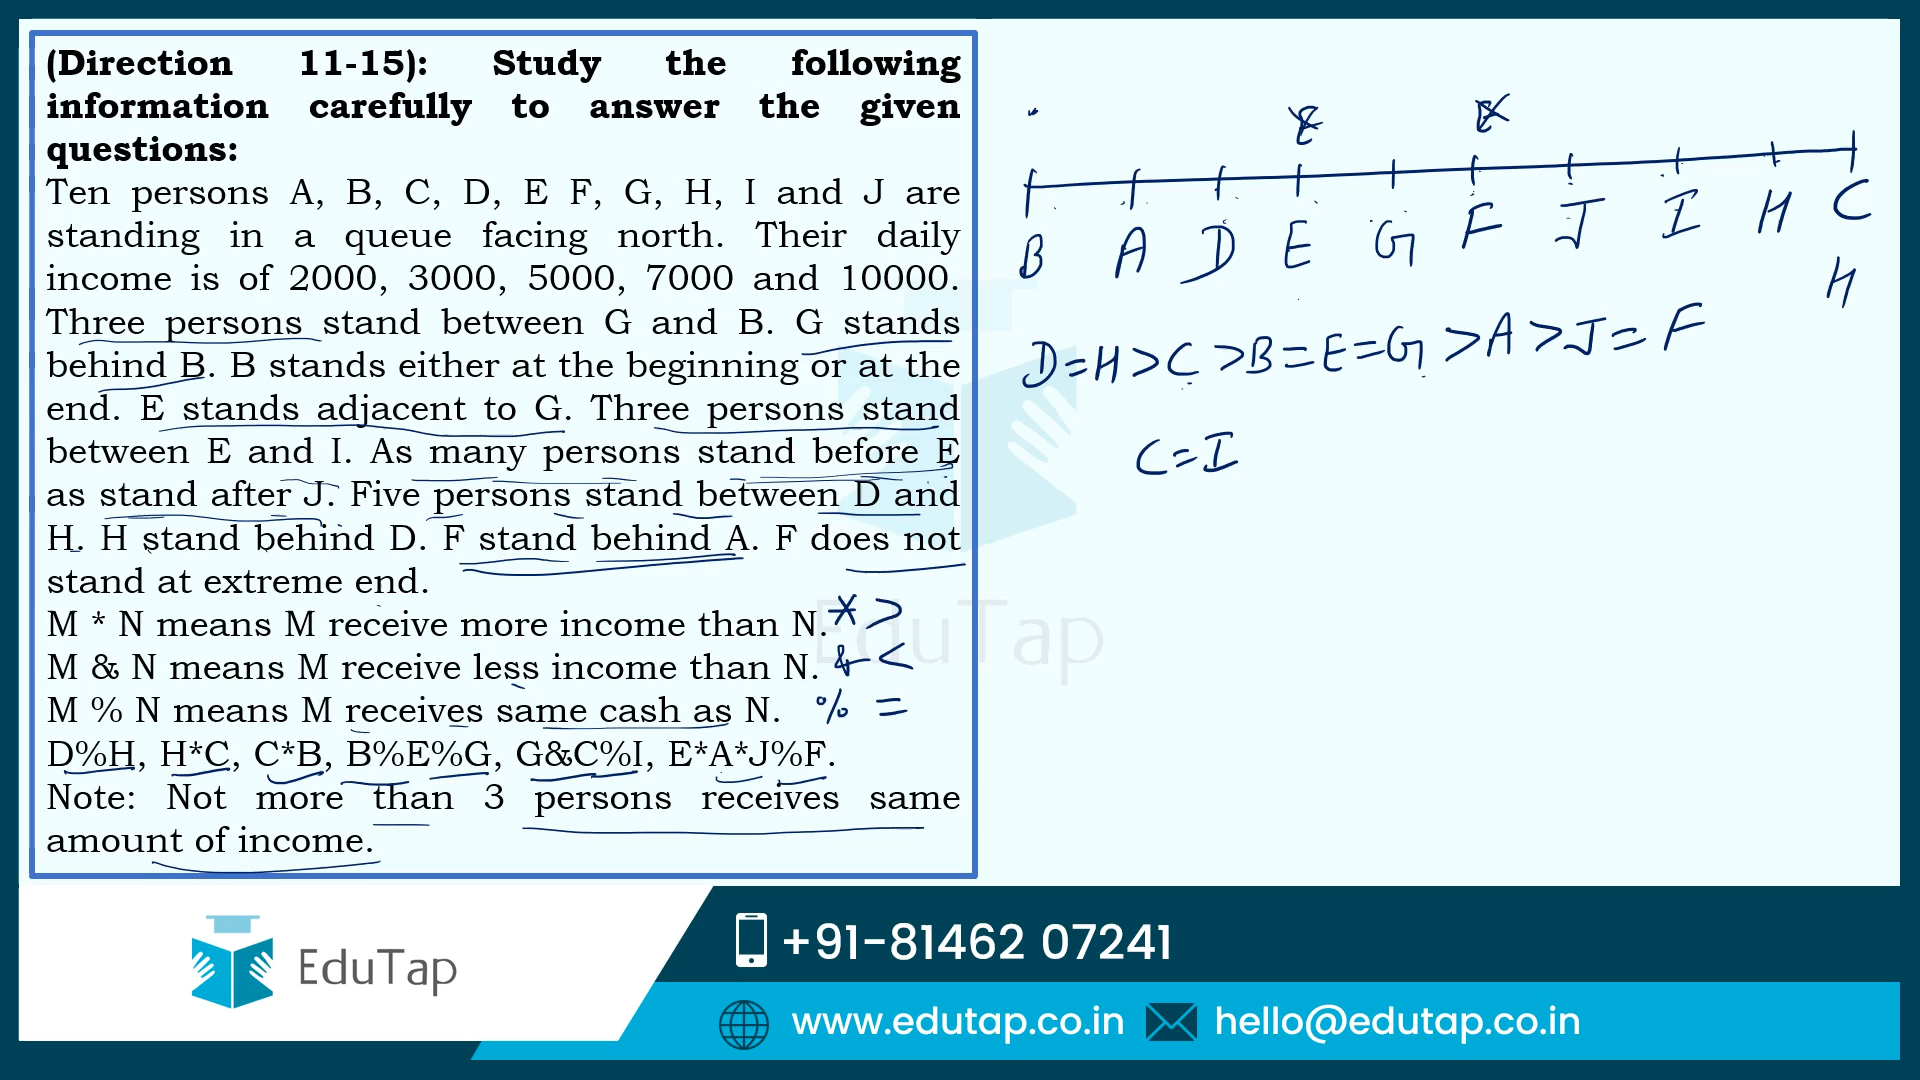 (Direction 11-15): Study the following
information carefully to answer the given
questions:
Ten persons A, B, C, D, E F, G, H, I and J are
standing in a queue facing north. Their daily
income is of 2000, 3000, 5000, 7000 and 10000.
Three persons stand between G and B. G stands
behind B. B stands either at the beginning or at the
end. E stands adjacent to G. Three persons stand
between E and I. As many persons stand before E
as stand after J. Five persons stand between D and
H. H stand behind D. F stand behind A. F does not
stand at extreme end.
M * N means M receive more income than N.
M & N means M receive less income than N.
M % N means M receives same cash as N.
D%H, H*C, C*B, B%E%G, G&C%I, E*A*J%F.
Note: Not more than 3 persons receives same
amount of income.
* >
& <
% =
E E
B A D E G F J I H C
H
D=H>C>B=E=G>A>J=F
C=I
EduTap
EduTap
+91-81462 07241
www.edutap.co.in hello@edutap.co.in